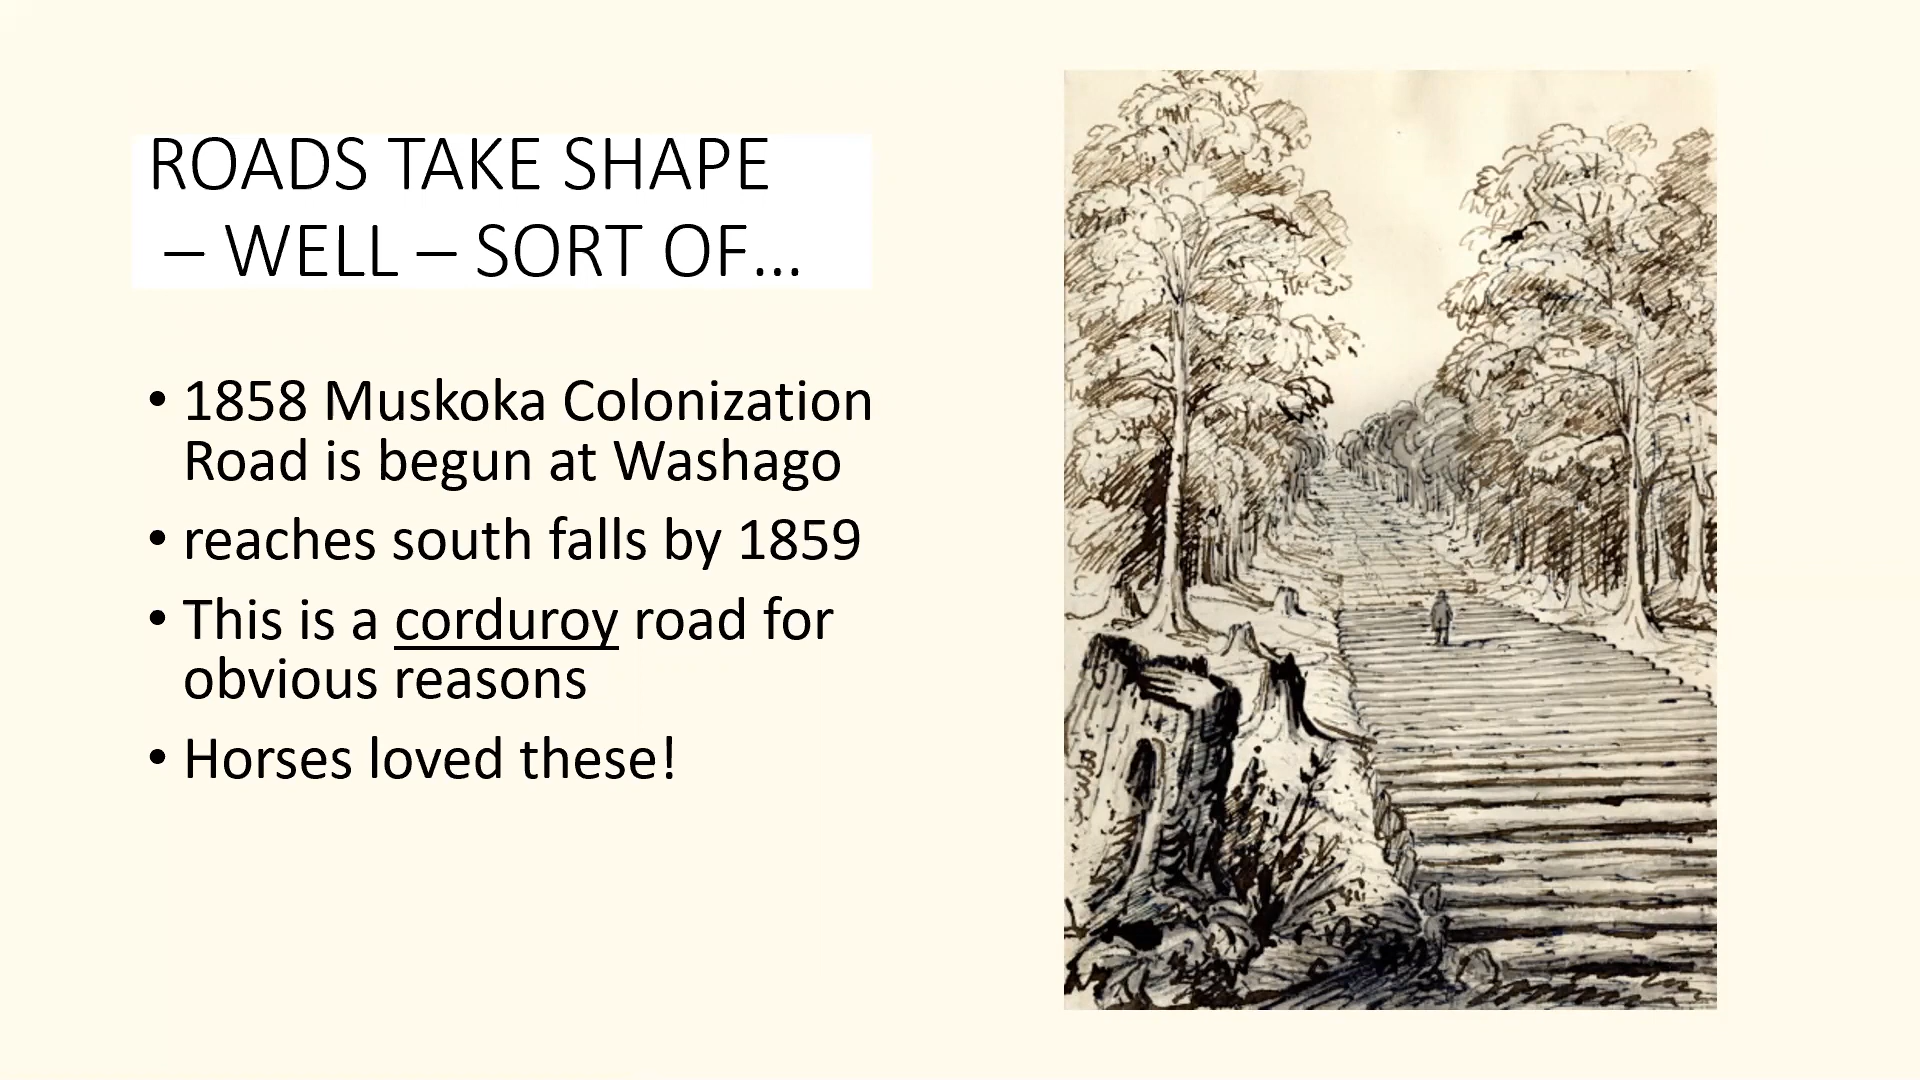 ROADS TAKE SHAPE
– WELL – SORT OF...
• 1858 Muskoka Colonization
Road is begun at Washago
• reaches south falls by 1859
• This is a corduroy road for
obvious reasons
• Horses loved these!